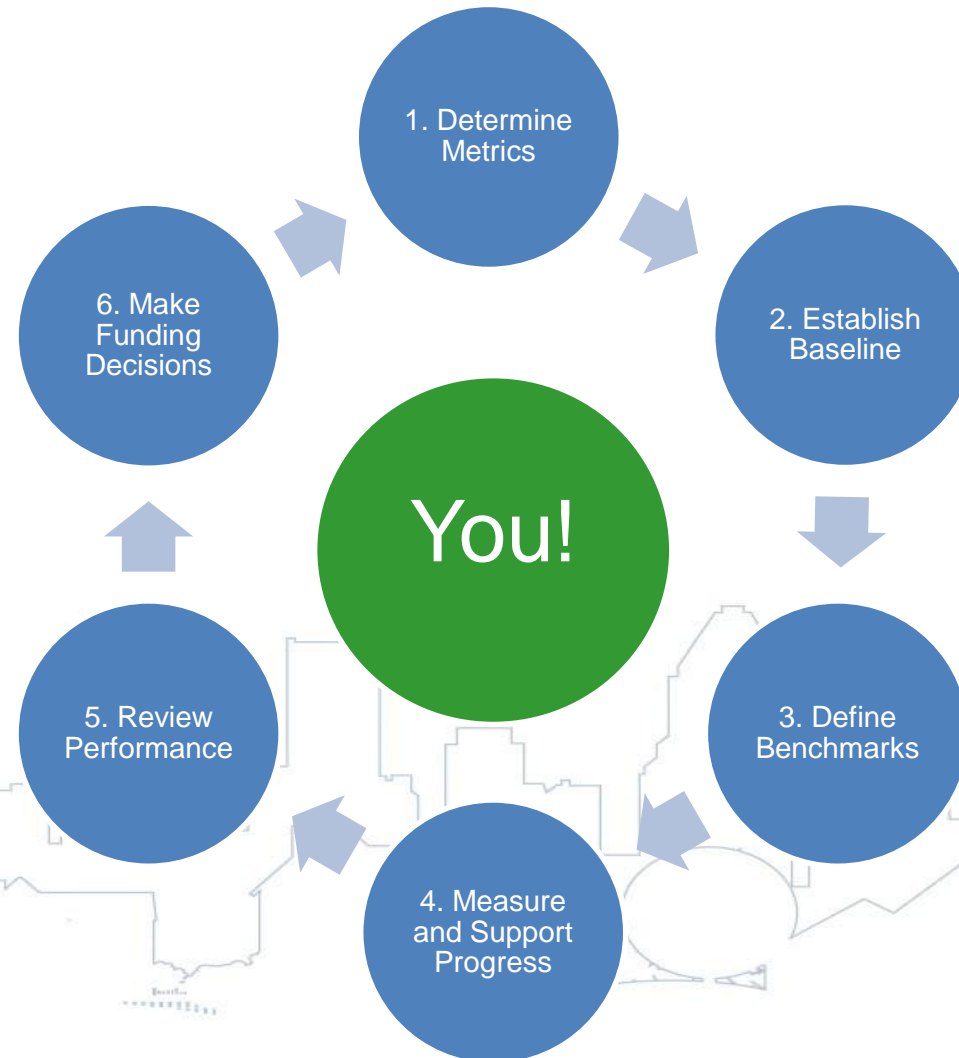 1. Determine
Metrics
2. Establish
Baseline
3. Define
Benchmarks
4. Measure
and Support
Progress
5. Review
Performance
6. Make
Funding
Decisions
You!